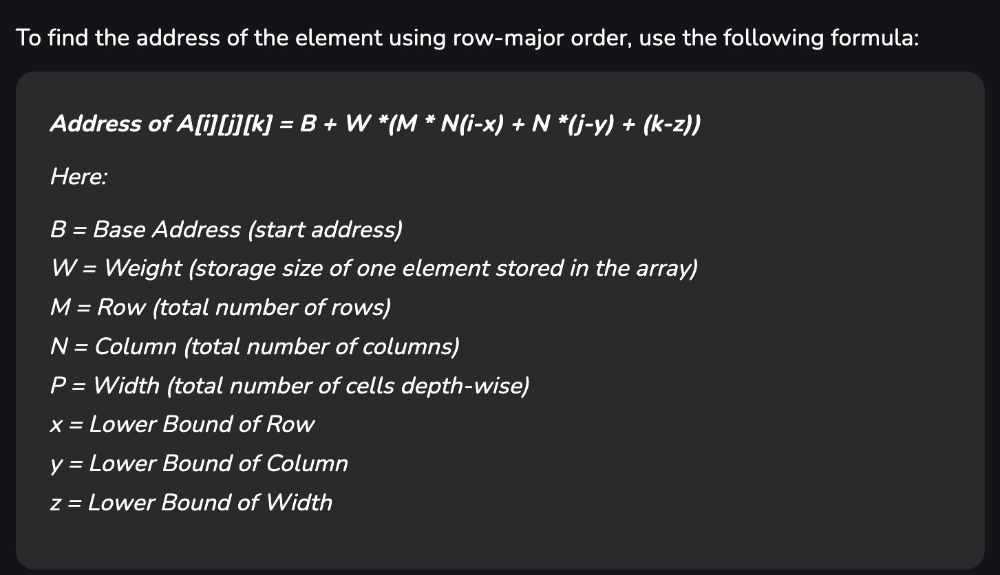 To find the address of the element using row-major order, use the following formula:
Address of A[i][j][k] = B + W *(M * N(i-x) + N *(j-y) + (k-z))
Here:
B = Base Address (start address)
W = Weight (storage size of one element stored in the array)
M = Row (total number of rows)
N = Column (total number of columns)
P = Width (total number of cells depth-wise)
x = Lower Bound of Row
y = Lower Bound of Column
z = Lower Bound of Width